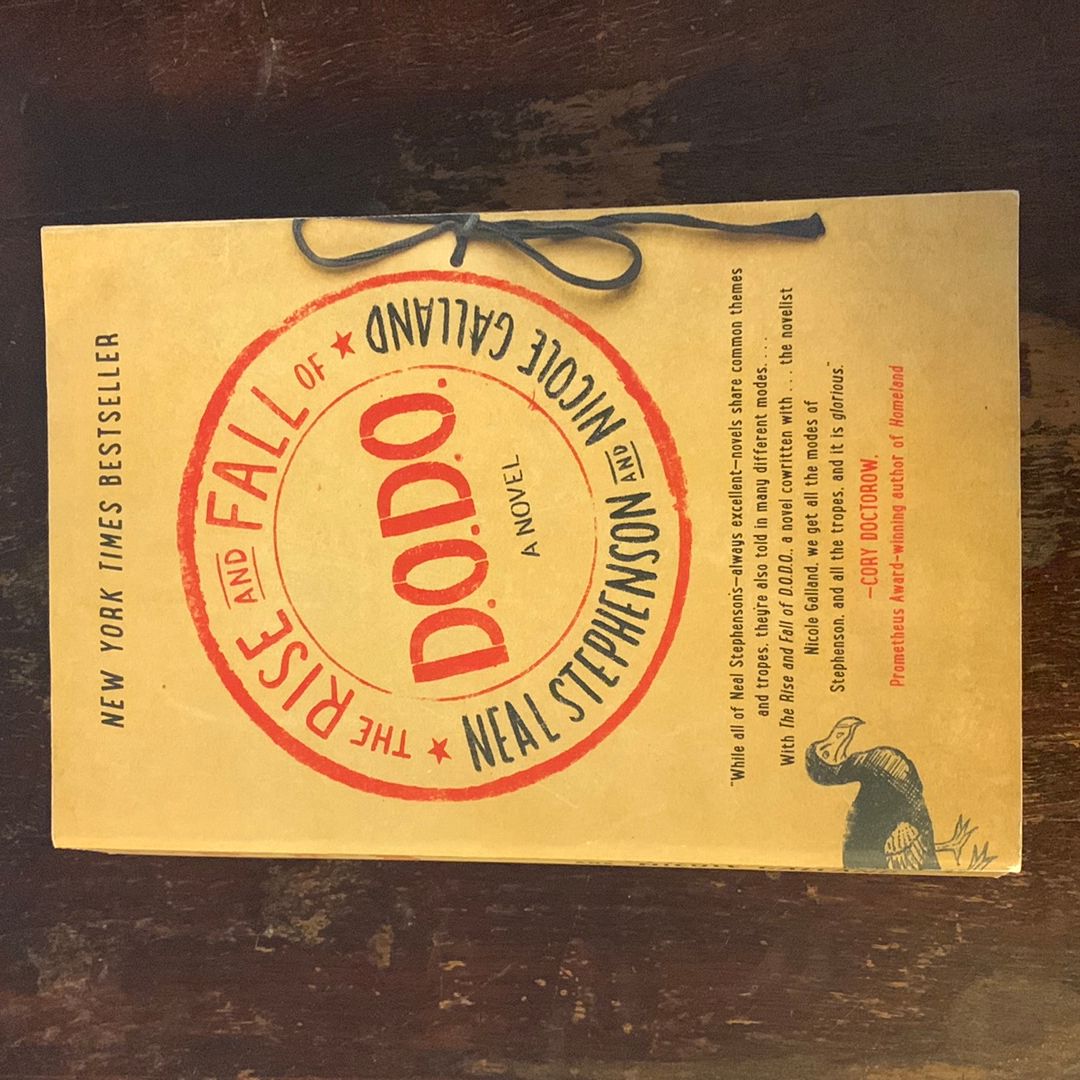 NEW YORK TIMES BESTSELLER
THE RISE AND FALL OF
D.O.D.O.
A NOVEL
NEAL STEPHENSON AND NICOLE GALLAND
"While all of Neal Stephenson's—always excellent—novels share common themes
and tropes, they're also told in many different modes. . . .
With The Rise and Fall of D.O.D.O., a novel cowritten with . . . the novelist
Nicole Galland, we get all the modes of
Stephenson, and all the tropes, and it is glorious."
—CORY DOCTOROW,
Prometheus Award–winning author of Homeland